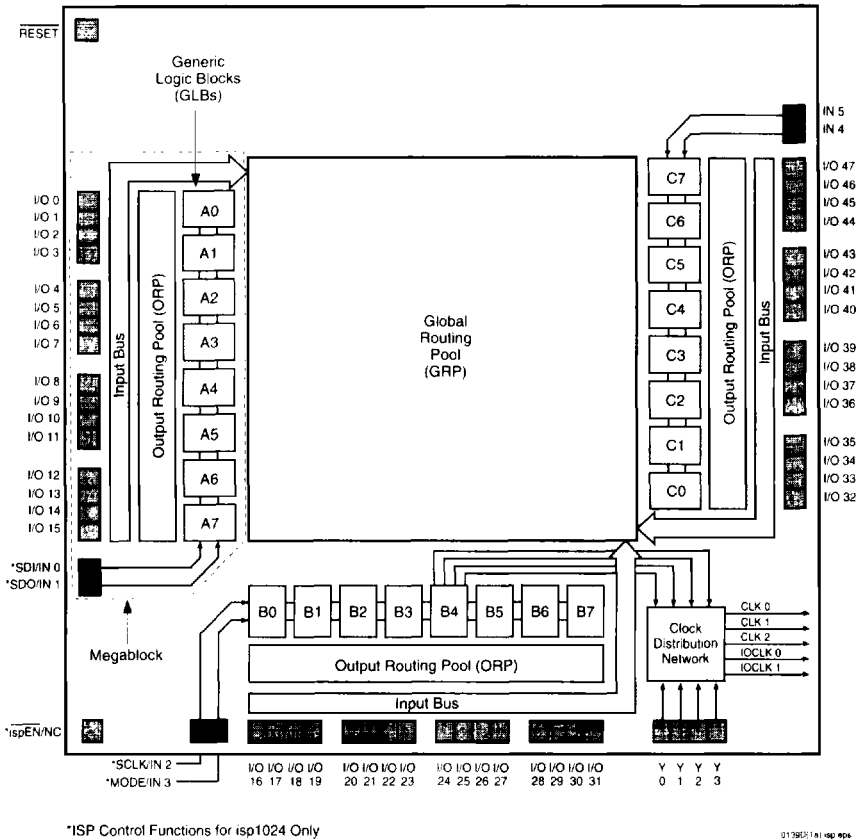 RESET
Generic
Logic Blocks
(GLBs)
IN 5
IN 4
I/O 0
I/O 1
I/O 2
I/O 3
I/O 4
I/O 5
I/O 6
I/O 7
I/O 8
I/O 9
I/O 10
I/O 11
I/O 12
I/O 13
I/O 14
I/O 15
*SDI/IN 0
*SDO/IN 1
Input Bus
Output Routing Pool (ORP)
A0
A1
A2
A3
A4
A5
A6
A7
Global
Routing
Pool
(GRP)
C7
C6
C5
C4
C3
C2
C1
C0
Output Routing Pool (ORP)
Input Bus
I/O 47
I/O 46
I/O 45
I/O 44
I/O 43
I/O 42
I/O 41
I/O 40
I/O 39
I/O 38
I/O 37
I/O 36
I/O 35
I/O 34
I/O 33
I/O 32
Megablock
B0 B1 B2 B3 B4 B5 B6 B7
Output Routing Pool (ORP)
Input Bus
Clock
Distribution
Network
CLK 0
CLK 1
CLK 2
IOCLK 0
IOCLK 1
*ispEN/NC
*SCLK/IN 2
*MODE/IN 3
I/O I/O I/O I/O I/O I/O I/O I/O I/O I/O I/O I/O I/O I/O I/O I/O Y Y Y Y
16 17 18 19 20 21 22 23 24 25 26 27 28 29 30 31 0 1 2 3
*ISP Control Functions for isp1024 Only